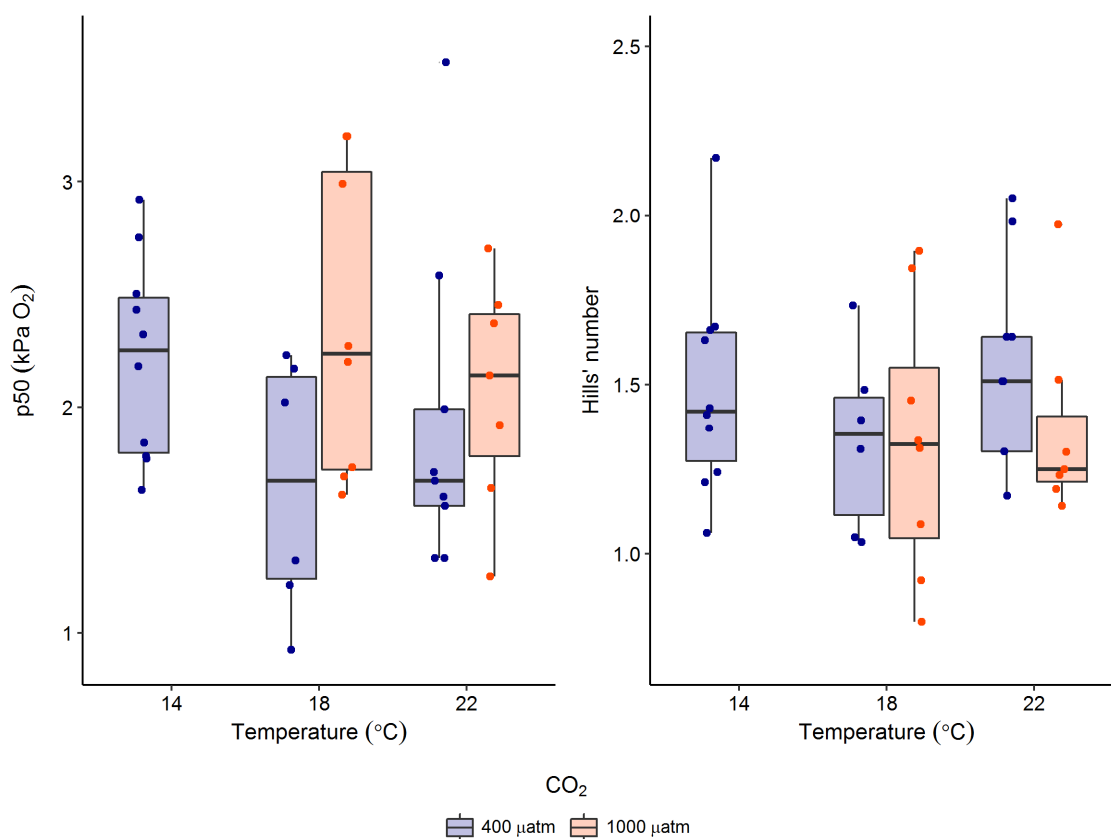 3
2
1
p50 (kPa O₂)
14 18 22
Temperature (°C)
2.5
2.0
1.5
1.0
Hills' number
14 18 22
Temperature (°C)
CO₂
400 µatm 1000 µatm